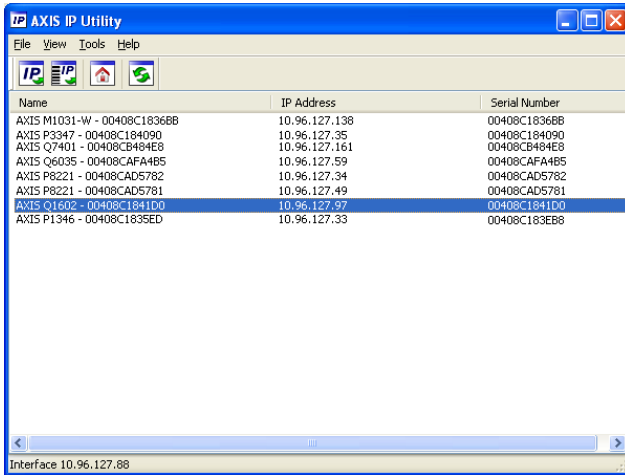 IP AXIS IP Utility
File View Tools Help
IP IP
Name IP Address Serial Number
AXIS M1031-W - 00408C1836BB 10.96.127.138 00408C1836BB
AXIS P3347 - 00408C184090 10.96.127.35 00408C184090
AXIS Q7401 - 00408CB484E8 10.96.127.161 00408CB484E8
AXIS Q6035 - 00408CAFA4B5 10.96.127.59 00408CAFA4B5
AXIS P8221 - 00408CAD5782 10.96.127.34 00408CAD5782
AXIS P8221 - 00408CAD5781 10.96.127.49 00408CAD5781
AXIS Q1602 - 00408C1841D0 10.96.127.97 00408C1841D0
AXIS P1346 - 00408C1835ED 10.96.127.33 00408C183EB8
Interface 10.96.127.88